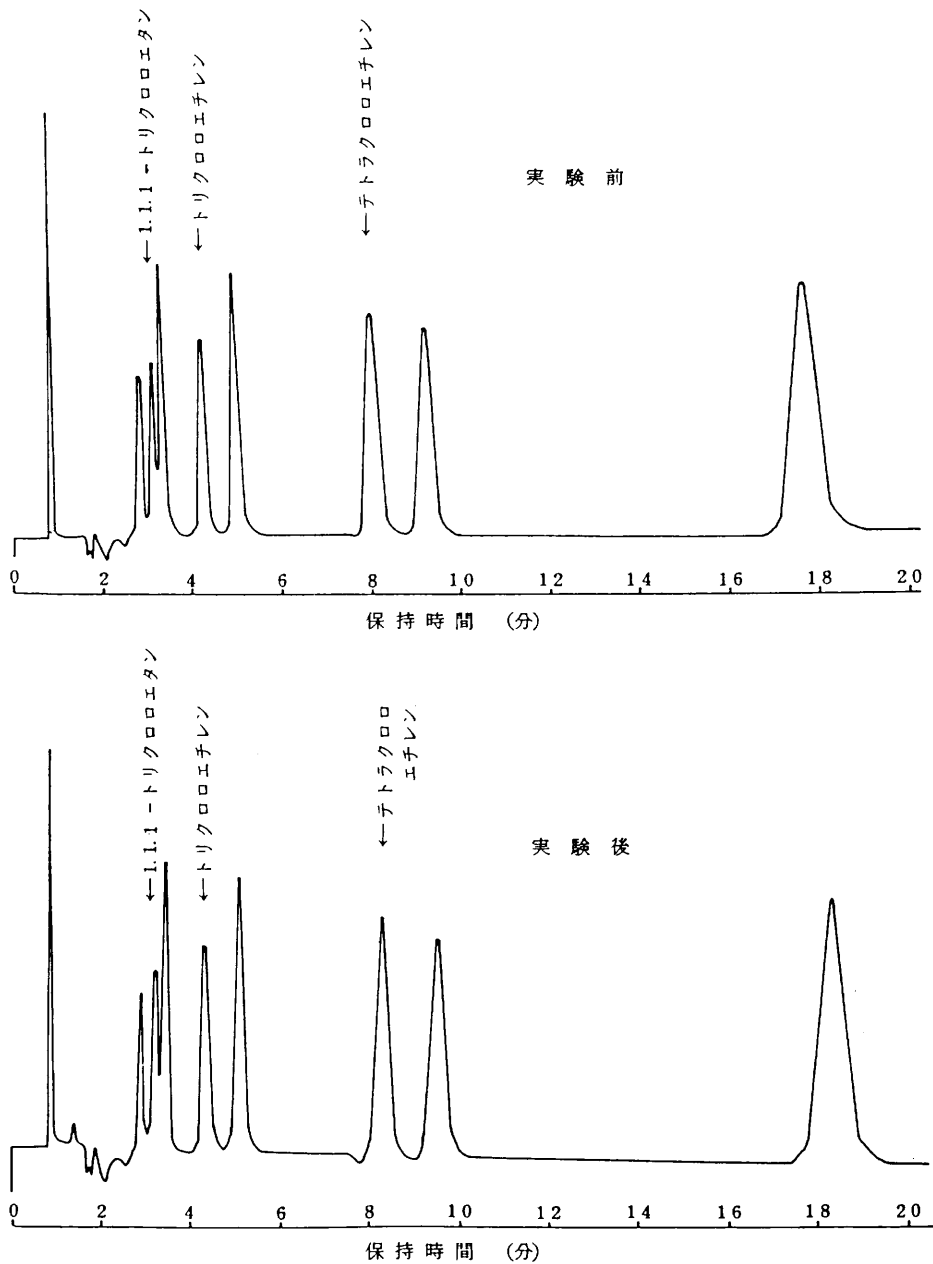 ←1.1.1 -トリクロロエタン
←トリクロロエチレン
←テトラクロロエチレン
実験前
0 2 4 6 8 10 12 14 16 18 20
保持時間 (分)
←1.1.1 -トリクロロエタン
←トリクロロエチレン
←テトラクロロ
エチレン
実験後
0 2 4 6 8 10 12 14 16 18 20
保持時間 (分)